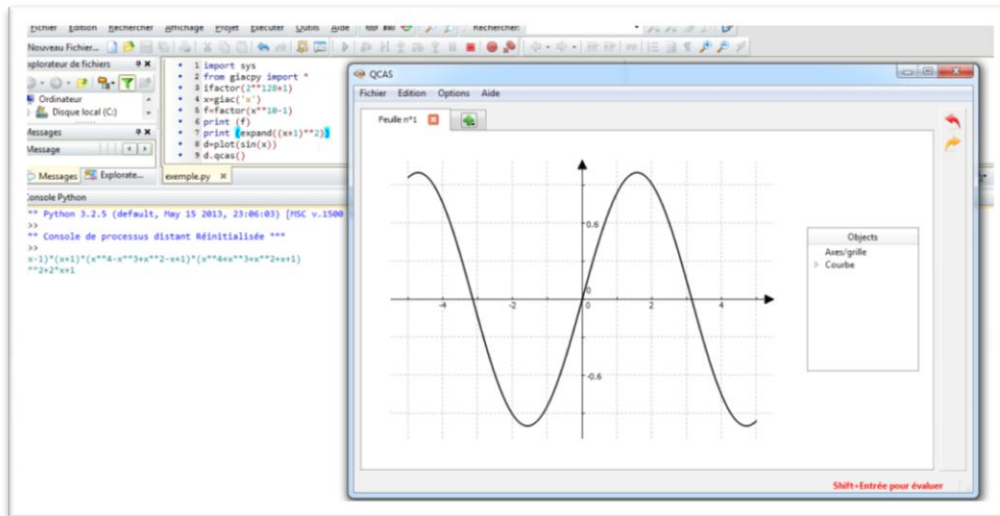 Fichier Edition Rechercher Affichage Projet Executer Outils Aide Rechercher:
Nouveau Fichier...
xplorateur de fichiers
Ordinateur
Disque local (C:)
Messages
Message
Messages Explorate...
1 import sys
2 from giacpy import *
3 ifactor(2**128+1)
4 x=giac('x')
5 f=factor(x**10-1)
6 print (f)
7 print (expand((x+1)**2))
8 d=plot(sin(x))
9 d.qcas()
exemple.py
Console Python
** Python 3.2.5 (default, May 15 2013, 23:06:03) [MSC v.1500
>>
** Console de processus distant Réinitialisée ***
>>
x-1)*(x+1)*(x**4-x**3+x**2-x+1)*(x**4+x**3+x**2+x+1)
**2+2*x+1
QCAS
Fichier Edition Options Aide
Feuille n°1
0.6
0
-4 -2 0 2 4
-0.6
Objects
Axes/grille
Courbe
Shift+Entrée pour évaluer